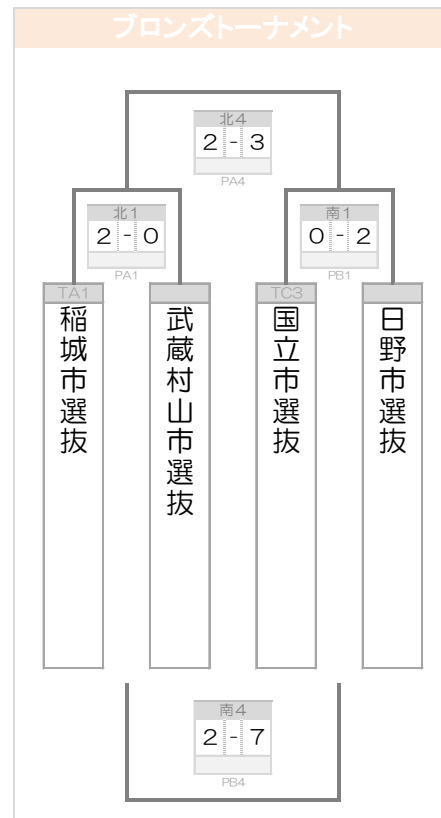 ブロンズトーナメント
北4
2 - 3
PA4
北1
2 - 0
PA1
南1
0 - 2
PB1
TA1
TC3
稲城市選抜
武蔵村山市選抜
国立市選抜
日野市選抜
南4
2 - 7
PB4